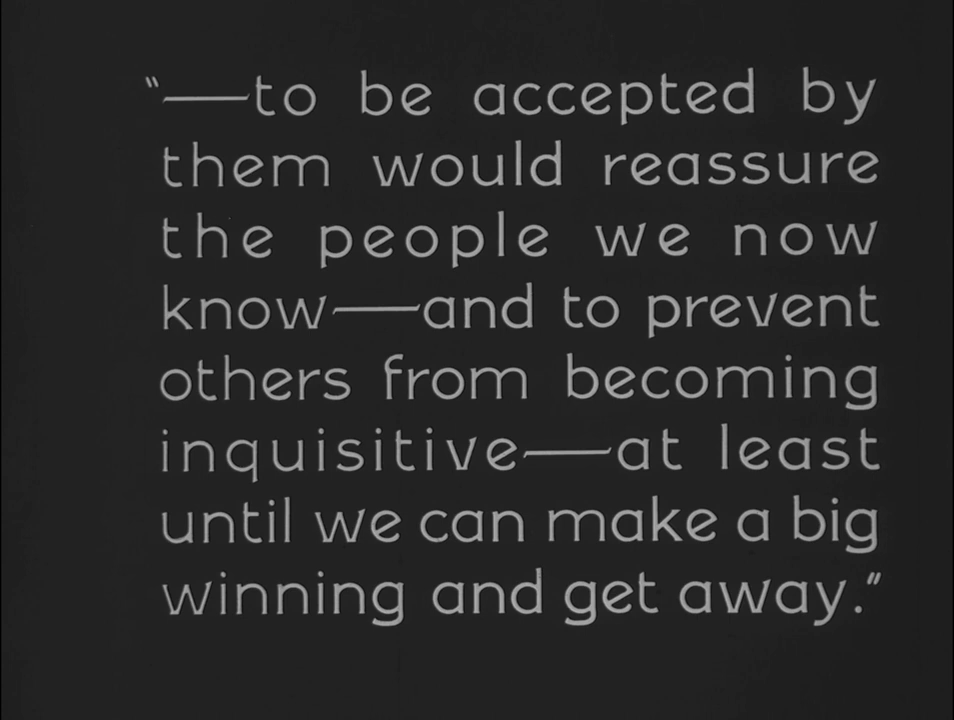 "—to be accepted by
them would reassure
the people we now
know—and to prevent
others from becoming
inquisitive—at least
until we can make a big
winning and get away."